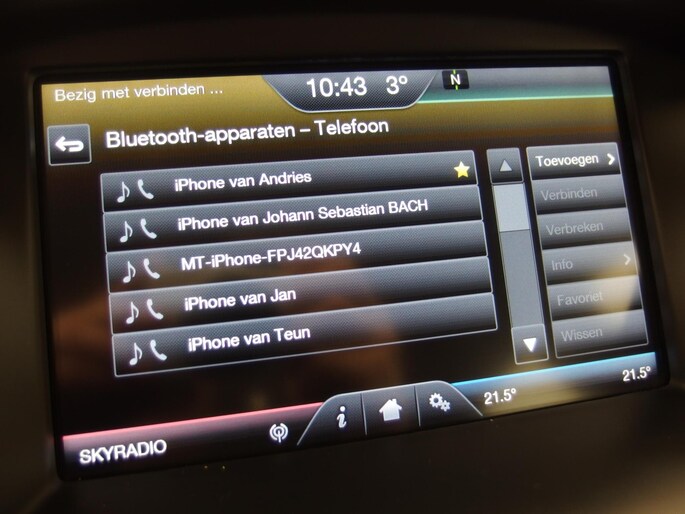 Bezig met verbinden ...
10:43 3°
N
Bluetooth-apparaten – Telefoon
iPhone van Andries
iPhone van Johann Sebastian BACH
MT-iPhone-FPJ42QKPY4
iPhone van Jan
iPhone van Teun
Toevoegen
Verbinden
Verbreken
Info
Favoriet
Wissen
SKYRADIO
21.5°
21.5°